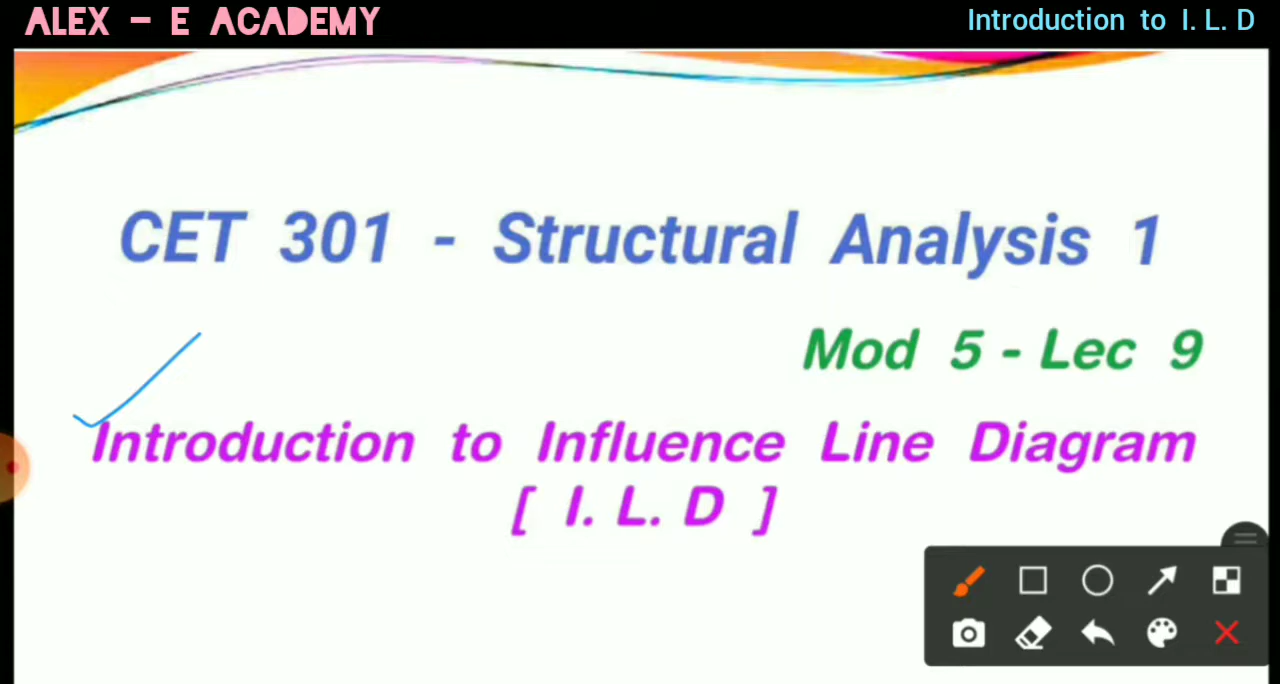 ALEX - E ACADEMY
Introduction to I. L. D
CET 301 - Structural Analysis 1
Mod 5 - Lec 9
Introduction to Influence Line Diagram
[ I. L. D ]